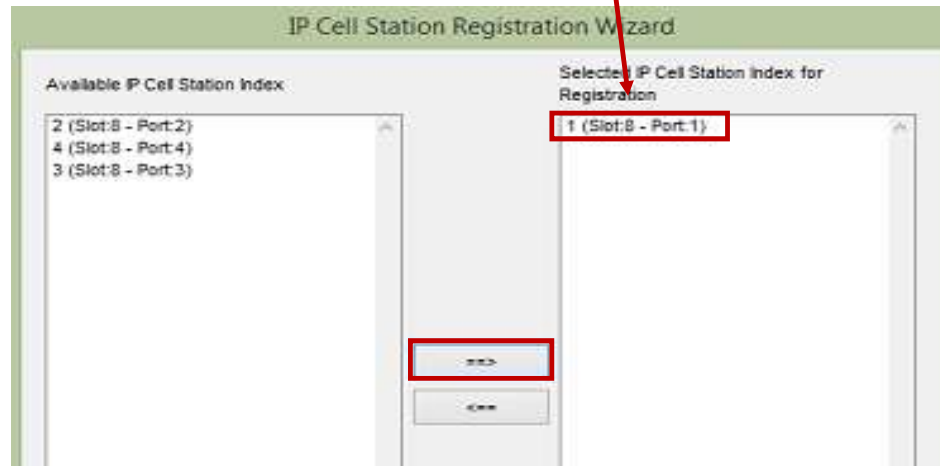 IP Cell Station Registration Wizard
Available IP Cell Station Index
2 (Slot:8 - Port:2)
4 (Slot:8 - Port:4)
3 (Slot:8 - Port:3)
==>
<==
Selected IP Cell Station Index for
Registration
1 (Slot:8 - Port:1)